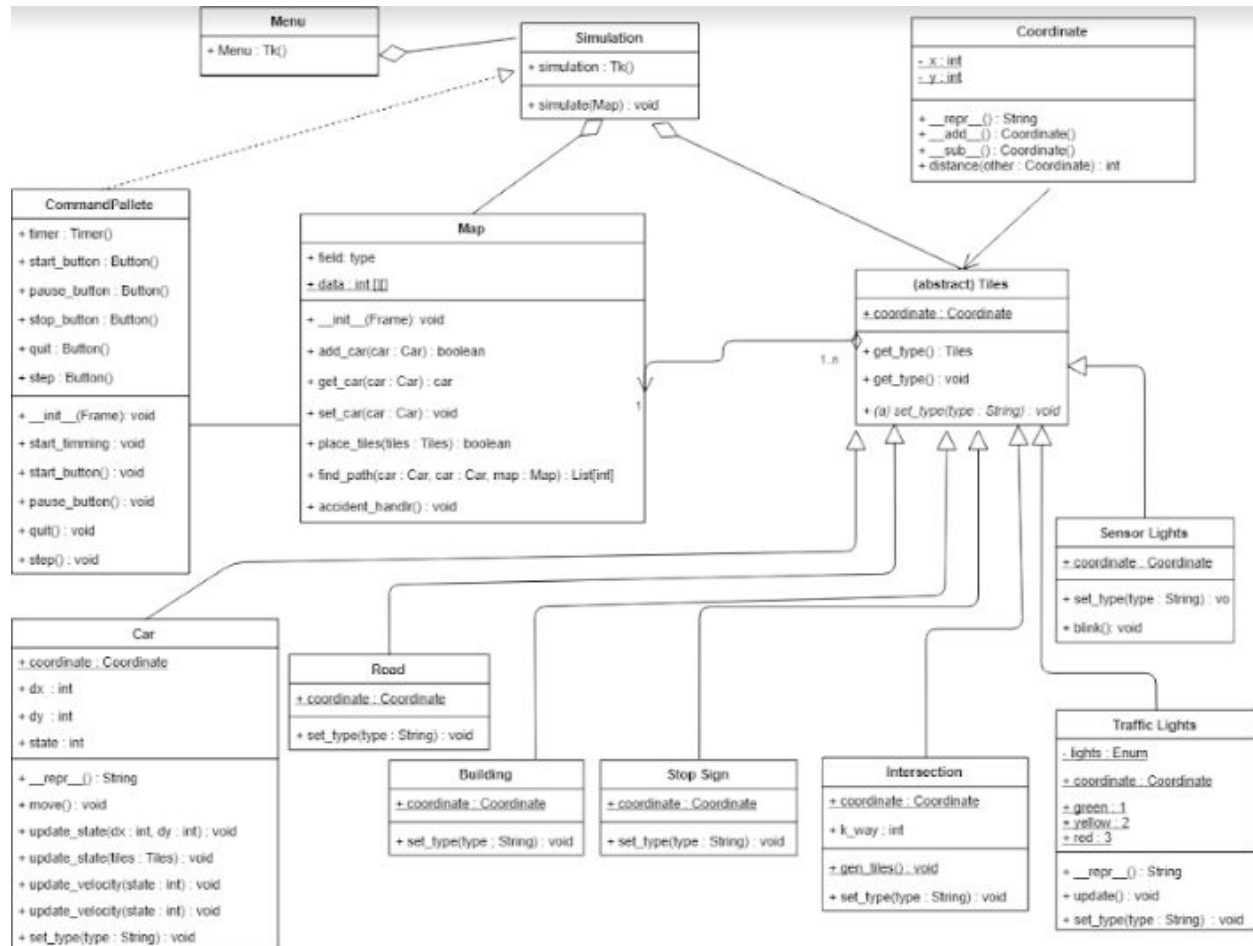 Menu
+ Menu : Tk()
Simulation
+ simulation : Tk()
+ simulate(Map) : void
Coordinate
- x : int
- y : int
+ __repr__() : String
+ __add__() : Coordinate()
+ __sub__() : Coordinate()
+ distance(other : Coordinate) : int
CommandPallete
+ timer : Timer()
+ start_button : Button()
+ pause_button : Button()
+ stop_button : Button()
+ quit : Button()
+ step : Button()
+ __init__(Frame): void
+ start_timming : void
+ start_button() : void
+ pause_button() : void
+ quit() : void
+ step() : void
Map
+ field: type
+ data : int [][]
+ __init__(Frame): void
+ add_car(car : Car) : boolean
+ get_car(car : Car) : car
+ set_car(car : Car) : void
+ place_tiles(tiles : Tiles) : boolean
+ find_path(car : Car, car : Car, map : Map) : List[int]
+ accident_handlr() : void
1..n
1
(abstract) Tiles
+ coordinate : Coordinate
+ get_type() : Tiles
+ get_type() : void
+ (a) set_type(type : String) : void
Sensor Lights
+ coordinate : Coordinate
+ set_type(type : String) : vo
+ blink(): void
Car
+ coordinate : Coordinate
+ dx : int
+ dy : int
+ state : int
+ __repr__() : String
+ move() : void
+ update_state(dx : int, dy : int) : void
+ update_state(tiles : Tiles) : void
+ update_velocity(state : int) : void
+ update_velocity(state : int) : void
+ set_type(type : String) : void
Road
+ coordinate : Coordinate
+ set_type(type : String) : void
Building
+ coordinate : Coordinate
+ set_type(type : String) : void
Stop Sign
+ coordinate : Coordinate
+ set_type(type : String) : void
Intersection
+ coordinate : Coordinate
+ k_way : int
+ gen_tiles() : void
+ set_type(type : String) : void
Traffic Lights
- lights : Enum
+ coordinate : Coordinate
+ green : 1
+ yellow : 2
+ red : 3
+ __repr__() : String
+ update() : void
+ set_type(type : String) : void